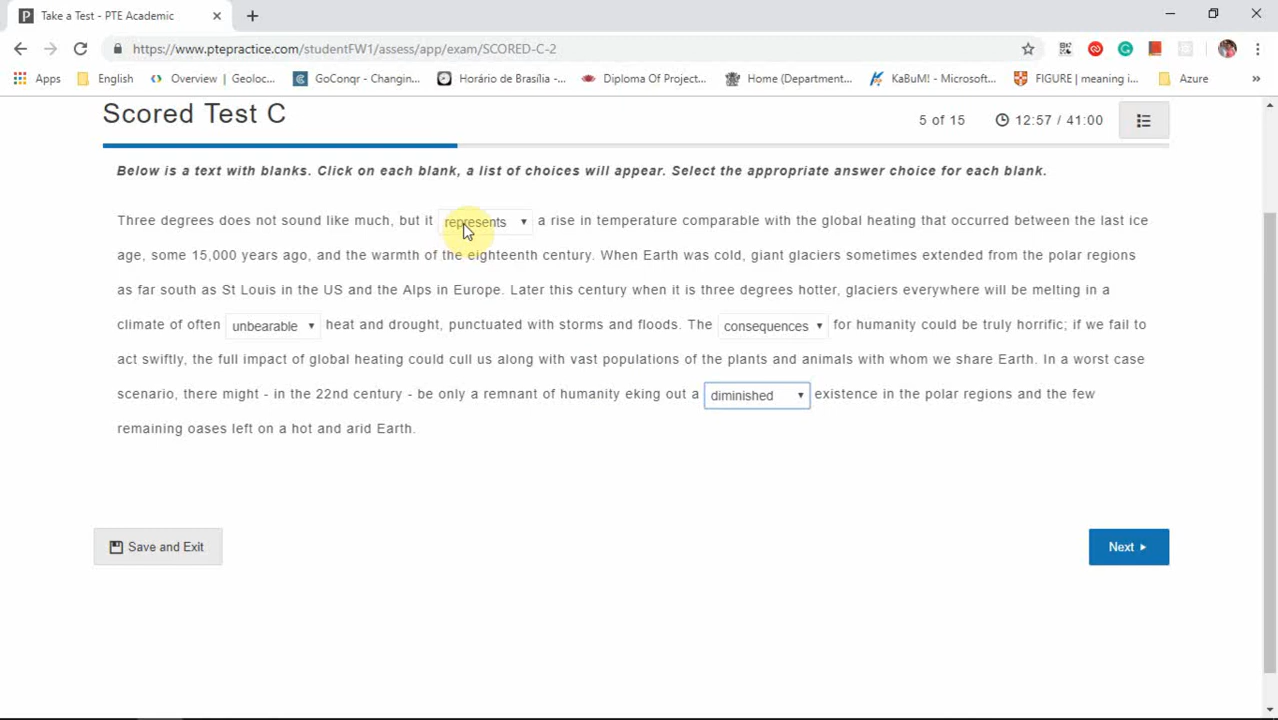 P Take a Test - PTE Academic
https://www.ptepractice.com/studentFW1/assess/app/exam/SCORED-C-2
Apps English Overview | Geoloc... GoConqr - Changin... Horário de Brasília -... Diploma Of Project... Home (Department... KaBuM! - Microsoft... FIGURE | meaning i... Azure »
Scored Test C 5 of 15 12:57 / 41:00
Below is a text with blanks. Click on each blank, a list of choices will appear. Select the appropriate answer choice for each blank.
Three degrees does not sound like much, but it represents a rise in temperature comparable with the global heating that occurred between the last ice
age, some 15,000 years ago, and the warmth of the eighteenth century. When Earth was cold, giant glaciers sometimes extended from the polar regions
as far south as St Louis in the US and the Alps in Europe. Later this century when it is three degrees hotter, glaciers everywhere will be melting in a
climate of often unbearable heat and drought, punctuated with storms and floods. The consequences for humanity could be truly horrific; if we fail to
act swiftly, the full impact of global heating could cull us along with vast populations of the plants and animals with whom we share Earth. In a worst case
scenario, there might - in the 22nd century - be only a remnant of humanity eking out a diminished existence in the polar regions and the few
remaining oases left on a hot and arid Earth.
Save and Exit Next